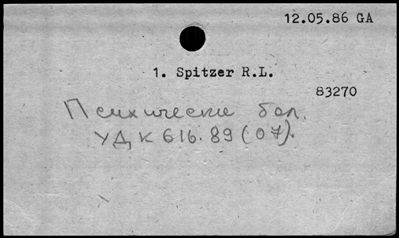 12.05.86 GA
1. Spitzer R.L.
83270
Психические бол.
УДК 616.89(07).